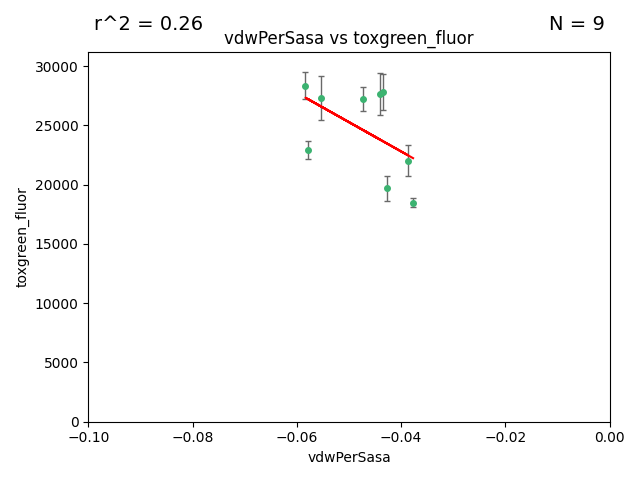 r^2 = 0.26
N = 9
vdwPerSasa vs toxgreen_fluor
30000
25000
20000
15000
10000
5000
0
toxgreen_fluor
−0.10
−0.08
−0.06
−0.04
−0.02
0.00
vdwPerSasa